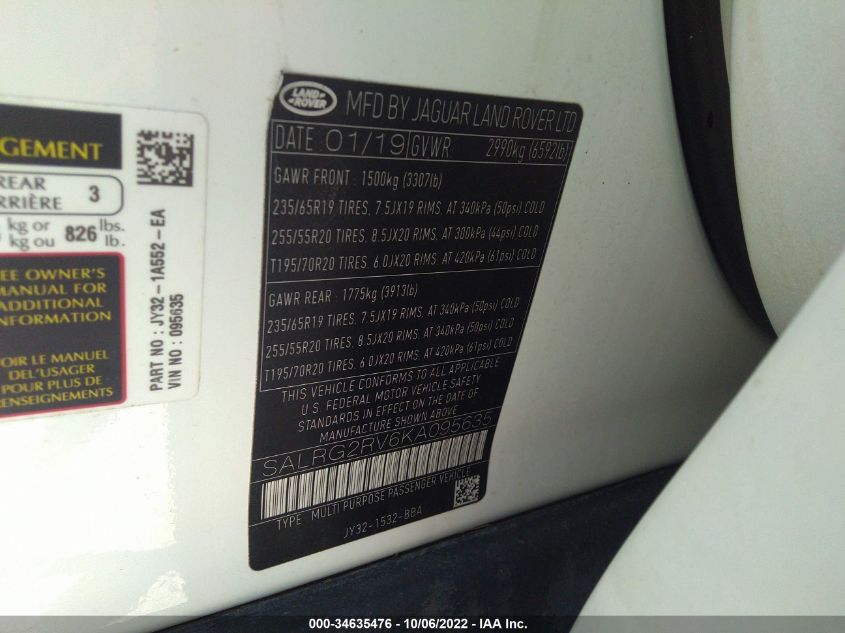 GEMENT
REAR
RRIÈRE 3
kg or
kg ou 826 lbs.
lb.
EE OWNER'S
MANUAL FOR
ADDITIONAL
NFORMATION
OIR LE MANUEL
DEL'USAGER
POUR PLUS DE
RENSEIGNEMENTS
PART NO : JY32-1A552-EA
VIN NO : 095635
LAND
ROVER
MFD BY JAGUAR LAND ROVER LTD
DATE 01/19 GVWR: 2990kg (6592lb)
GAWR FRONT : 1500kg (3307lb)
235/65R19 TIRES, 7.5JX19 RIMS, AT 340kPa (50psi) COLD
255/55R20 TIRES, 8.5JX20 RIMS, AT 300kPa (44psi) COLD
T195/70R20 TIRES, 6.0JX20 RIMS, AT 420kPa (61psi) COLD
GAWR REAR : 1775kg (3913lb)
235/65R19 TIRES, 7.5JX19 RIMS, AT 340kPa (50psi) COLD
255/55R20 TIRES, 8.5JX20 RIMS, AT 340kPa (50psi) COLD
T195/70R20 TIRES, 6.0JX20 RIMS, AT 420kPa (61psi) COLD
THIS VEHICLE CONFORMS TO ALL APPLICABLE
U.S. FEDERAL MOTOR VEHICLE SAFETY
STANDARDS IN EFFECT ON THE DATE OF
MANUFACTURE SHOWN ABOVE.
SALRG2RV6KA095635
TYPE MULTI PURPOSE PASSENGER VEHICLE
JY32-1532-BBA
000-34635476 - 10/06/2022 - IAA Inc.